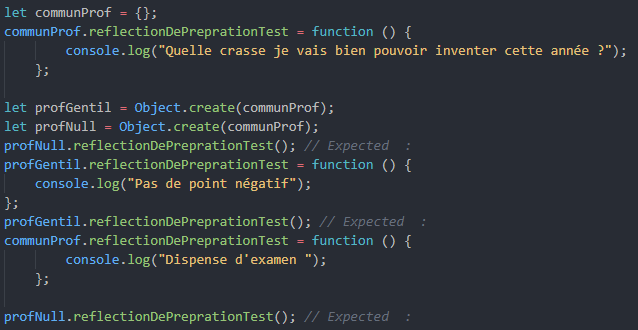 let communProf = {};
communProf.reflectionDePreprationTest = function () {
console.log("Quelle crasse je vais bien pouvoir inventer cette année ?");
};
let profGentil = Object.create(communProf);
let profNull = Object.create(communProf);
profNull.reflectionDePreprationTest(); // Expected  :
profGentil.reflectionDePreprationTest = function () {
console.log("Pas de point négatif");
};
profGentil.reflectionDePreprationTest(); // Expected  :
communProf.reflectionDePreprationTest = function () {
console.log("Dispense d'examen ");
};
profNull.reflectionDePreprationTest(); // Expected  :